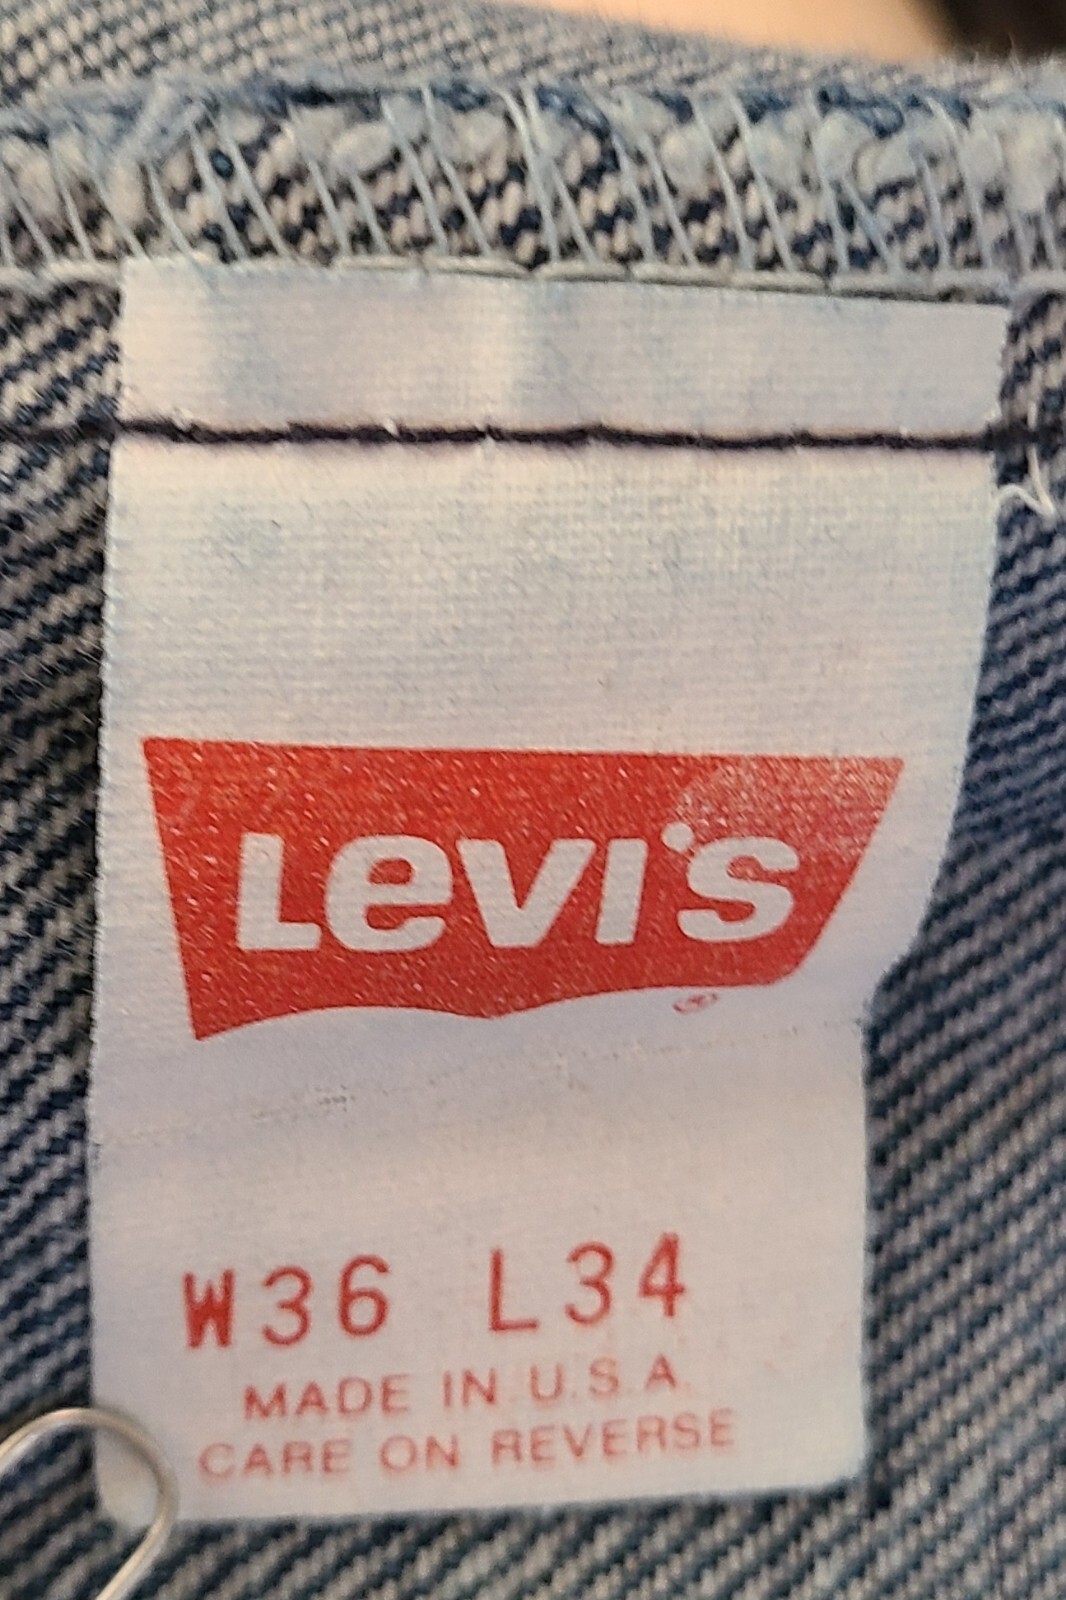 Levi's
®
W36 L34
MADE IN U.S.A.
CARE ON REVERSE